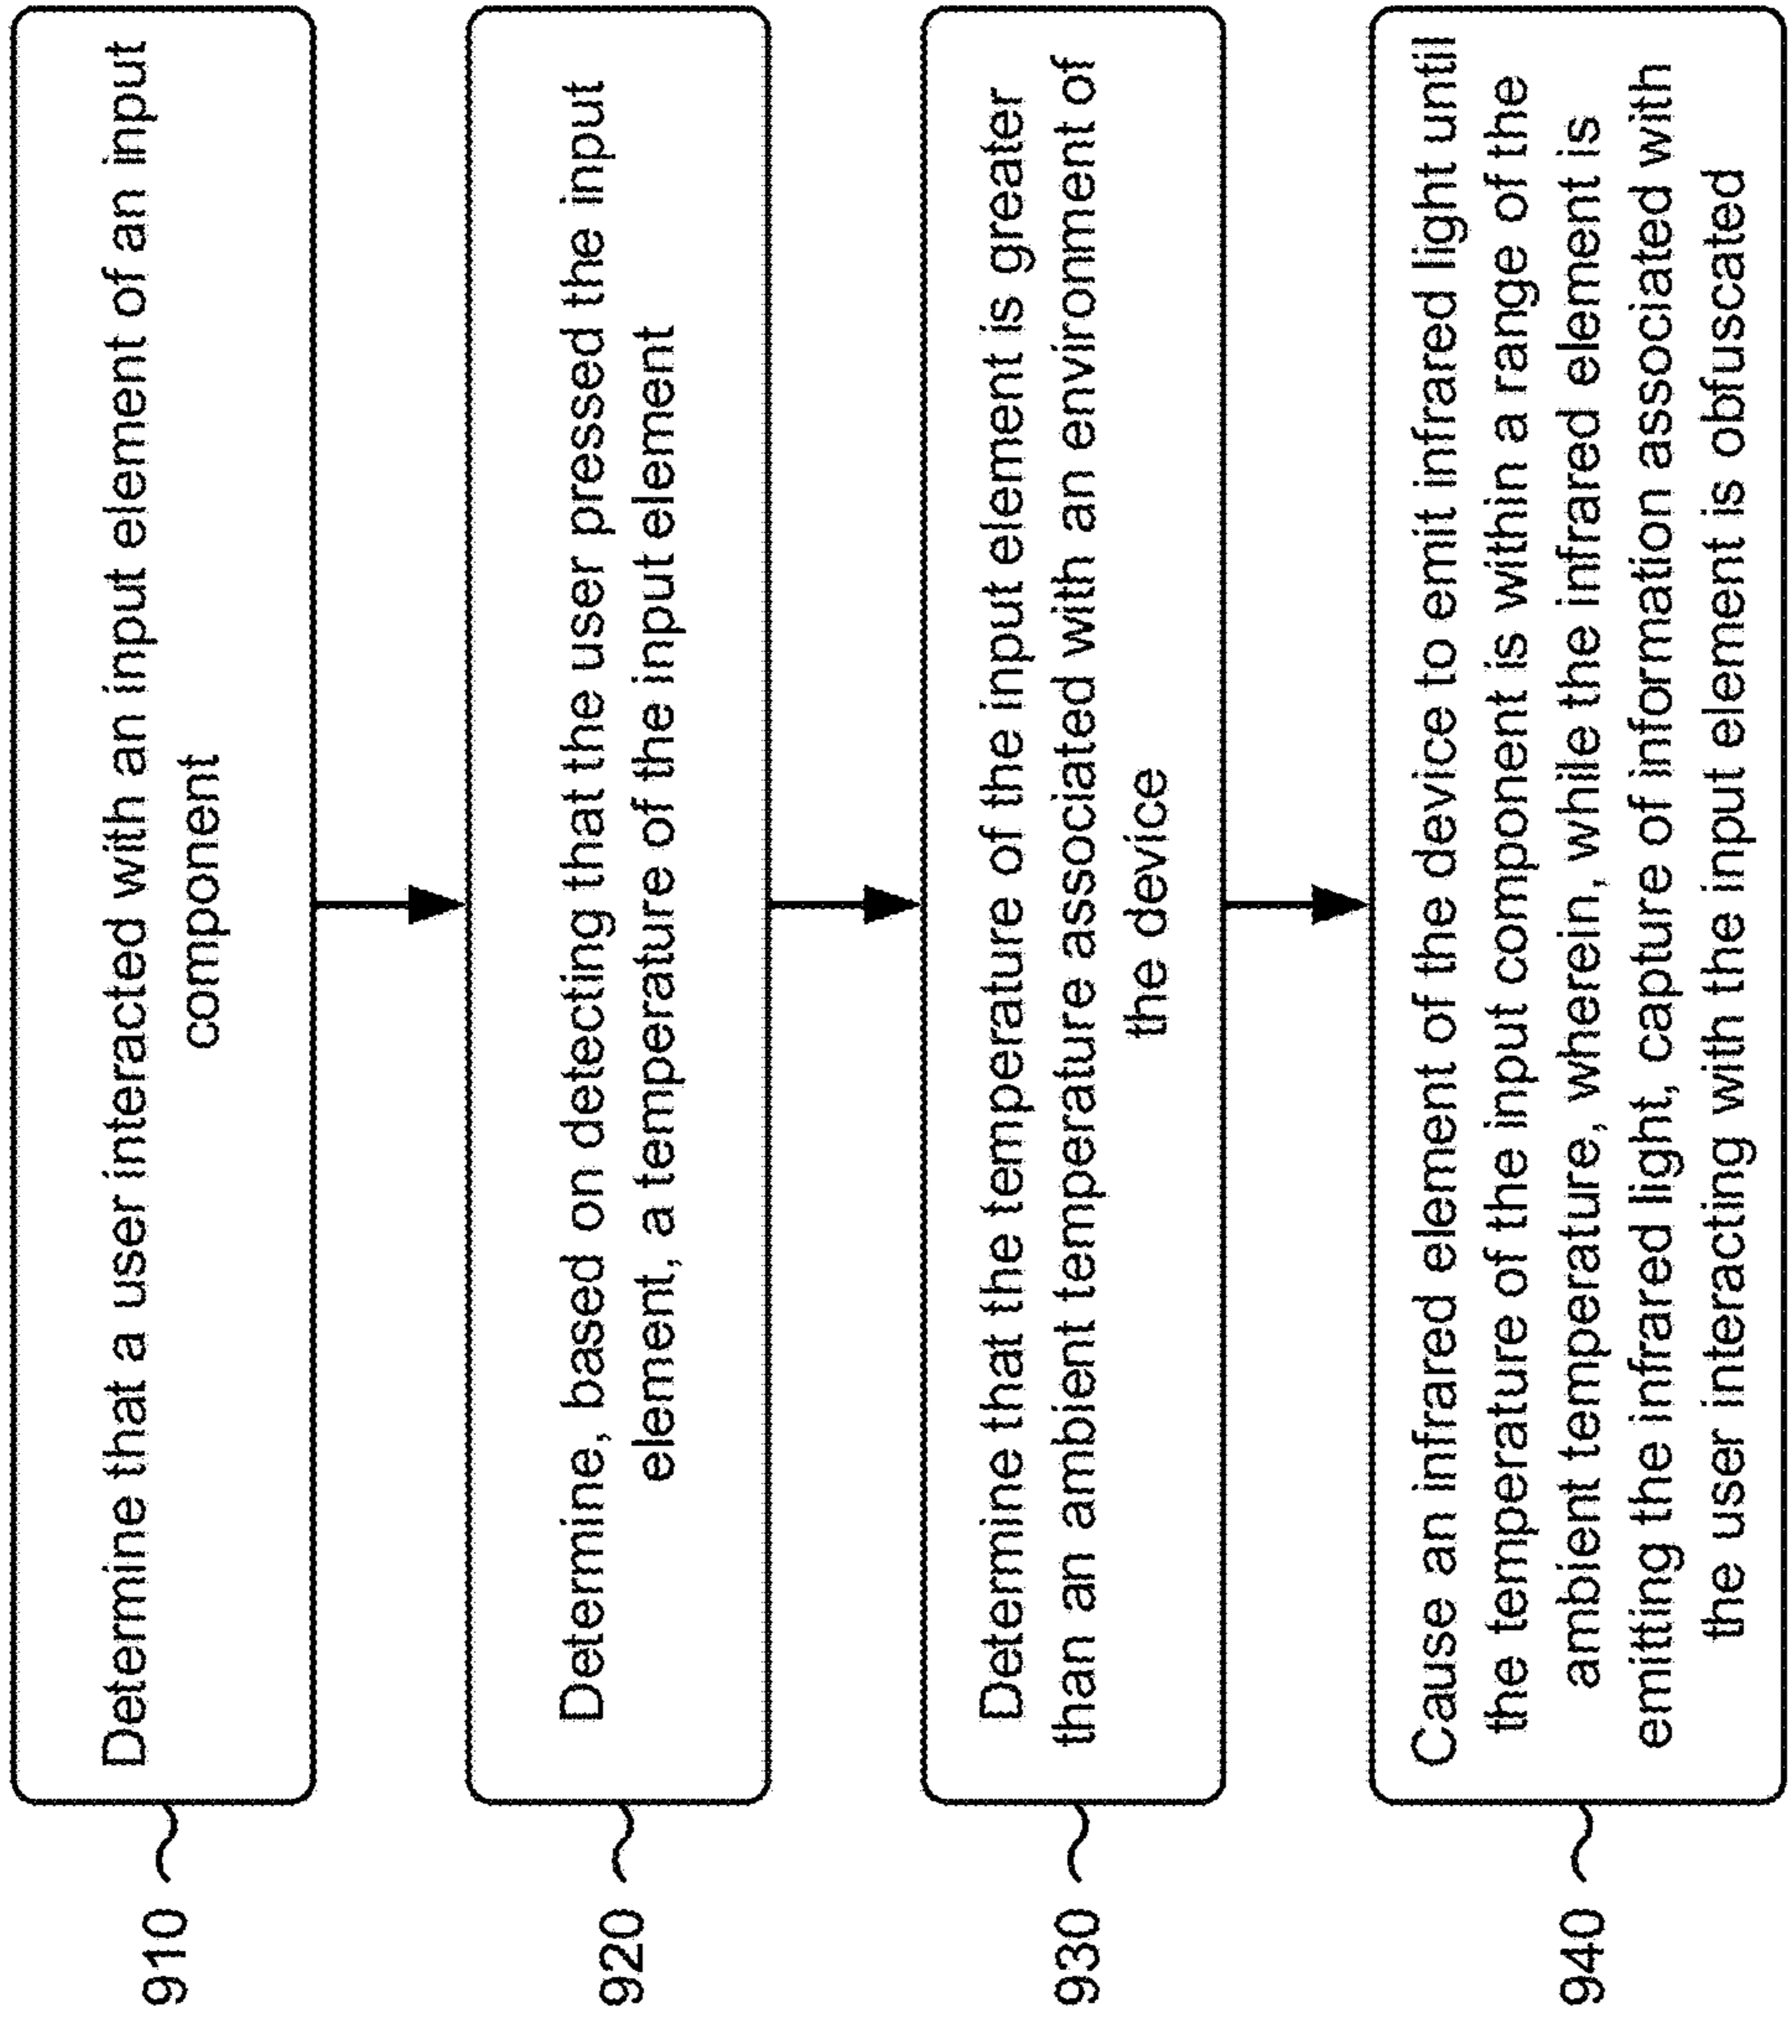 910
Determine that a user interacted with an input element of an input
component
920
Determine, based on detecting that the user pressed the input
element, a temperature of the input element
930
Determine that the temperature of the input element is greater
than an ambient temperature associated with an environment of
the device
940
Cause an infrared element of the device to emit infrared light until
the temperature of the input component is within a range of the
ambient temperature, wherein, while the infrared element is
emitting the infrared light, capture of information associated with
the user interacting with the input element is obfuscated